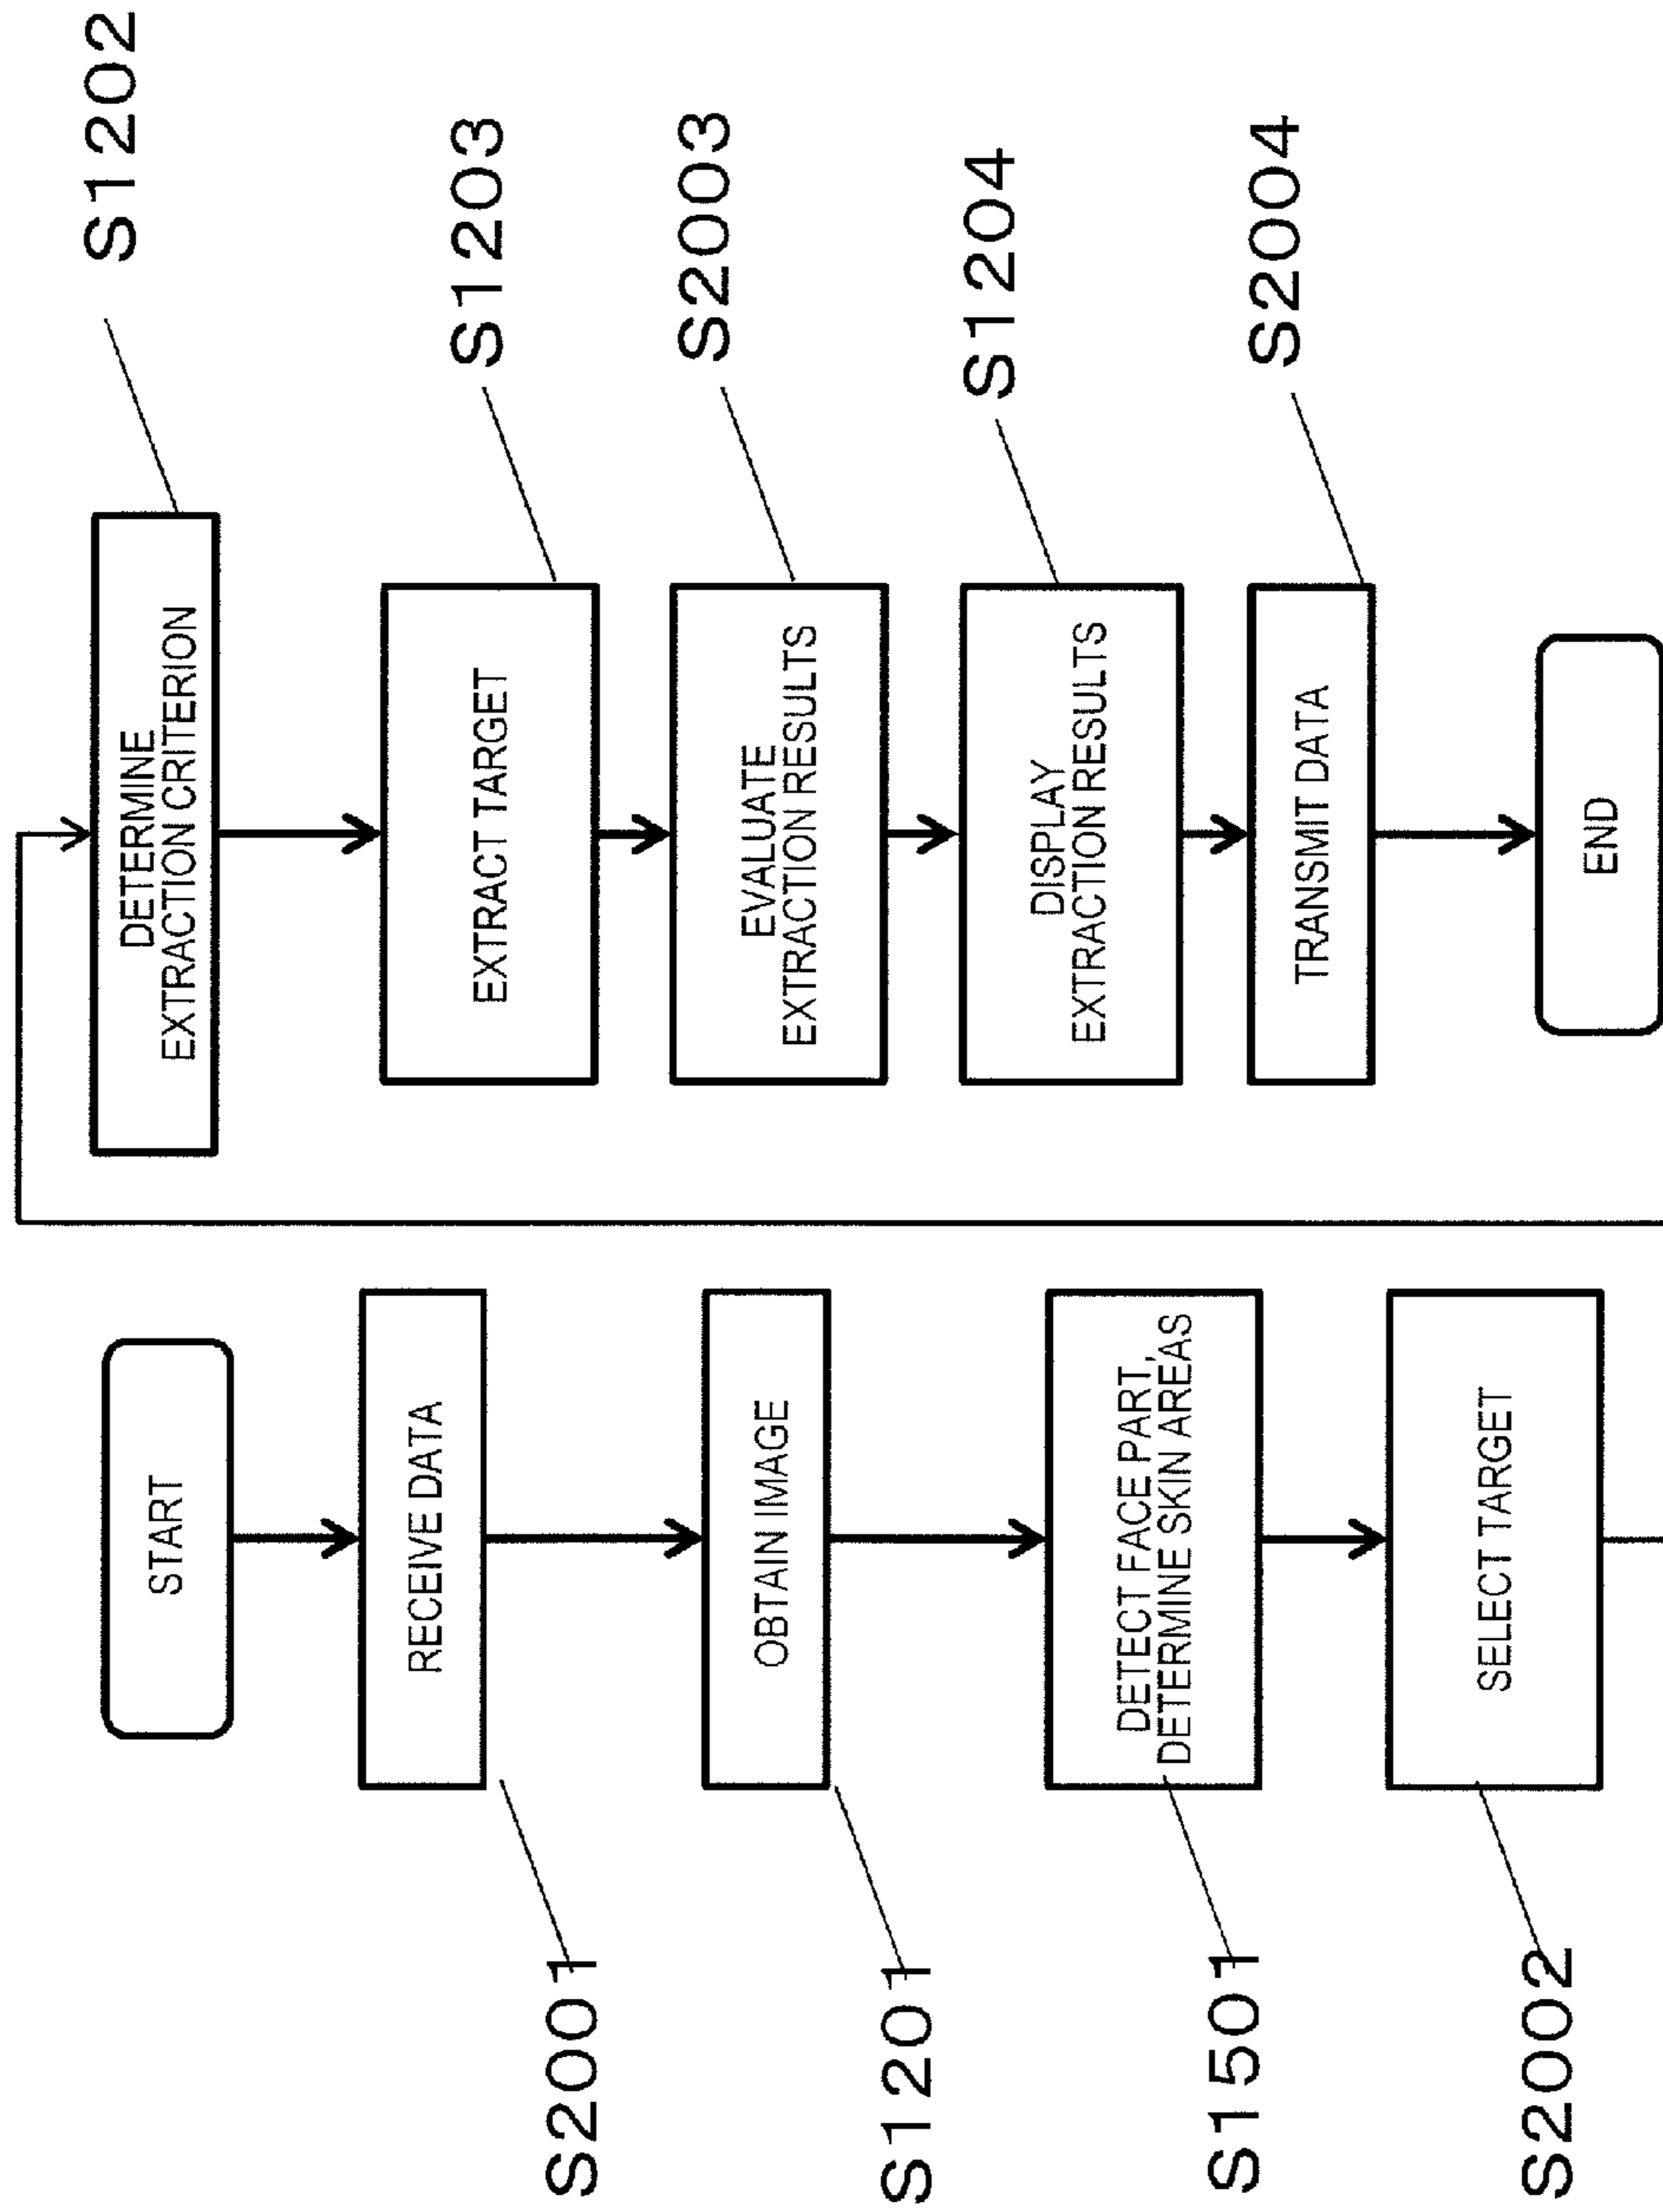 START
RECEIVE DATA
S2001
OBTAIN IMAGE
S1201
DETECT FACE PART,
DETERMINE SKIN AREAS
S1501
SELECT TARGET
S2002
DETERMINE
EXTRACTION CRITERION
S1202
EXTRACT TARGET
S1203
EVALUATE
EXTRACTION RESULTS
S2003
DISPLAY
EXTRACTION RESULTS
S1204
TRANSMIT DATA
S2004
END